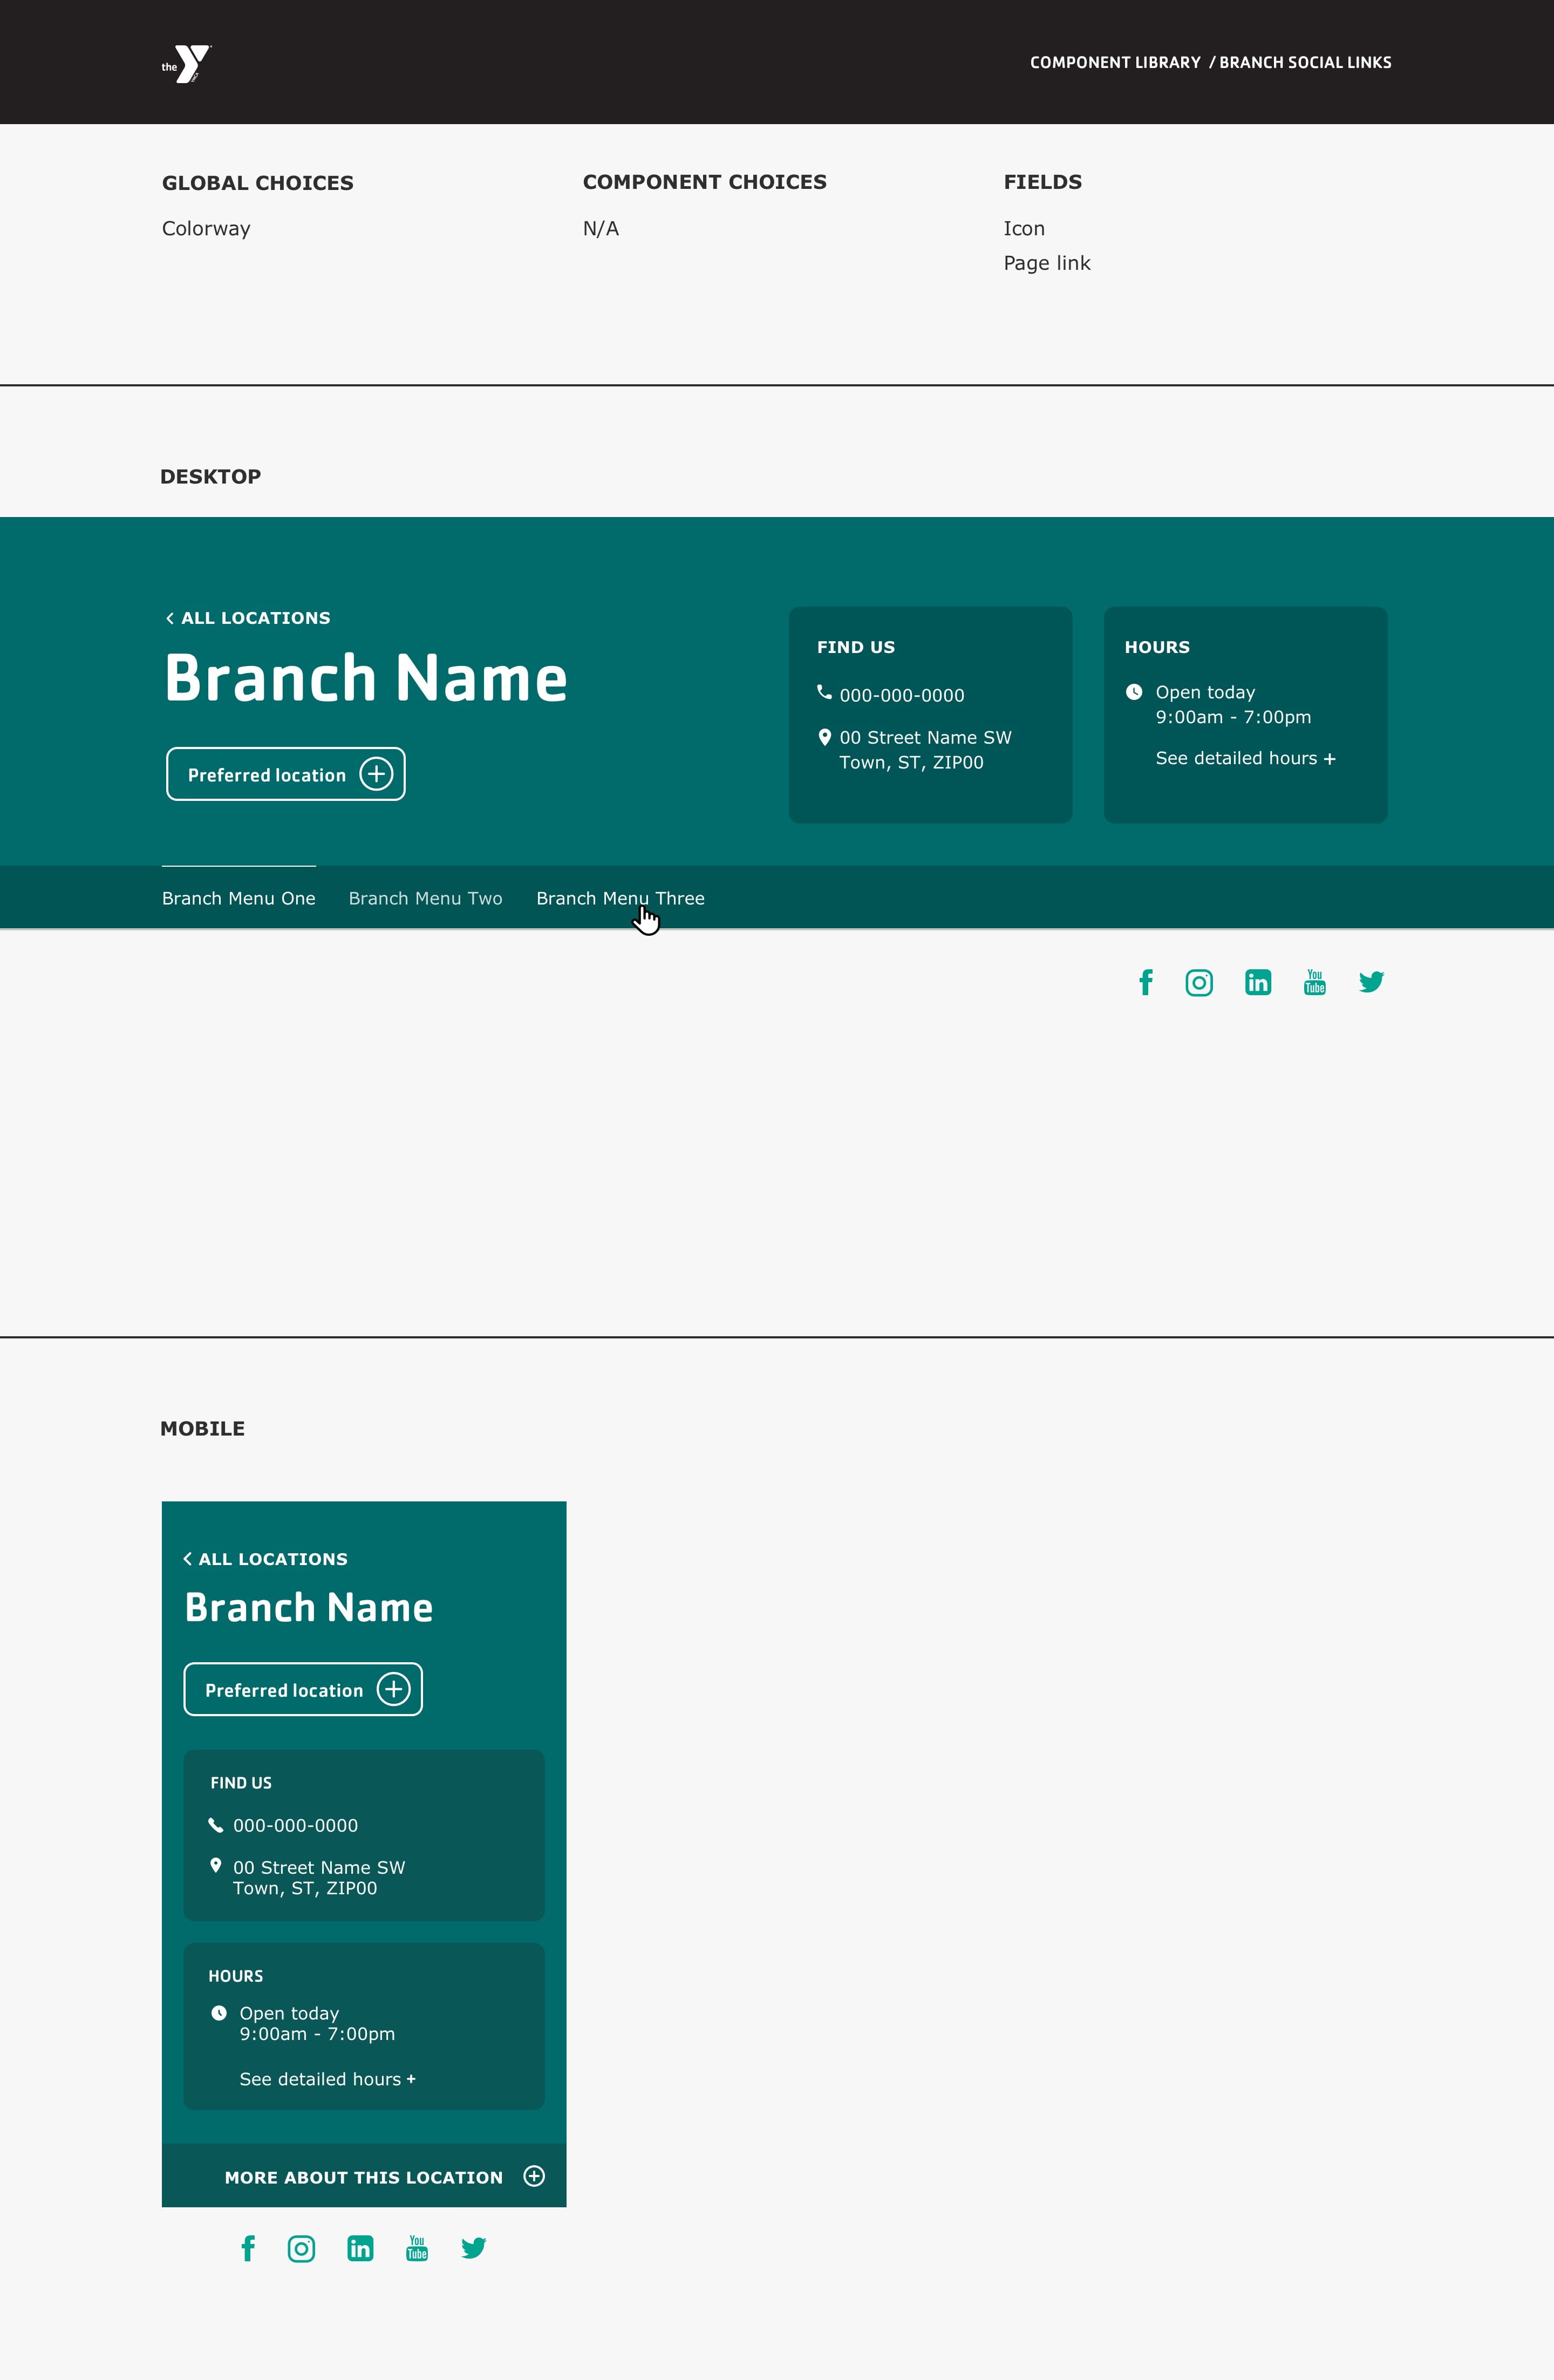 the
COMPONENT LIBRARY / BRANCH SOCIAL LINKS
GLOBAL CHOICES
Colorway
COMPONENT CHOICES
N/A
FIELDS
Icon
Page link
DESKTOP
ALL LOCATIONS
Branch Name
Preferred location
FIND US
000-000-0000
00 Street Name SW
Town, ST, ZIP00
HOURS
Open today
9:00am - 7:00pm
See detailed hours +
Branch Menu One
Branch Menu Two
Branch Menu Three
f
in
You
Tube
MOBILE
ALL LOCATIONS
Branch Name
Preferred location
FIND US
000-000-0000
00 Street Name SW
Town, ST, ZIP00
HOURS
Open today
9:00am - 7:00pm
See detailed hours +
MORE ABOUT THIS LOCATION
f
in
You
Tube